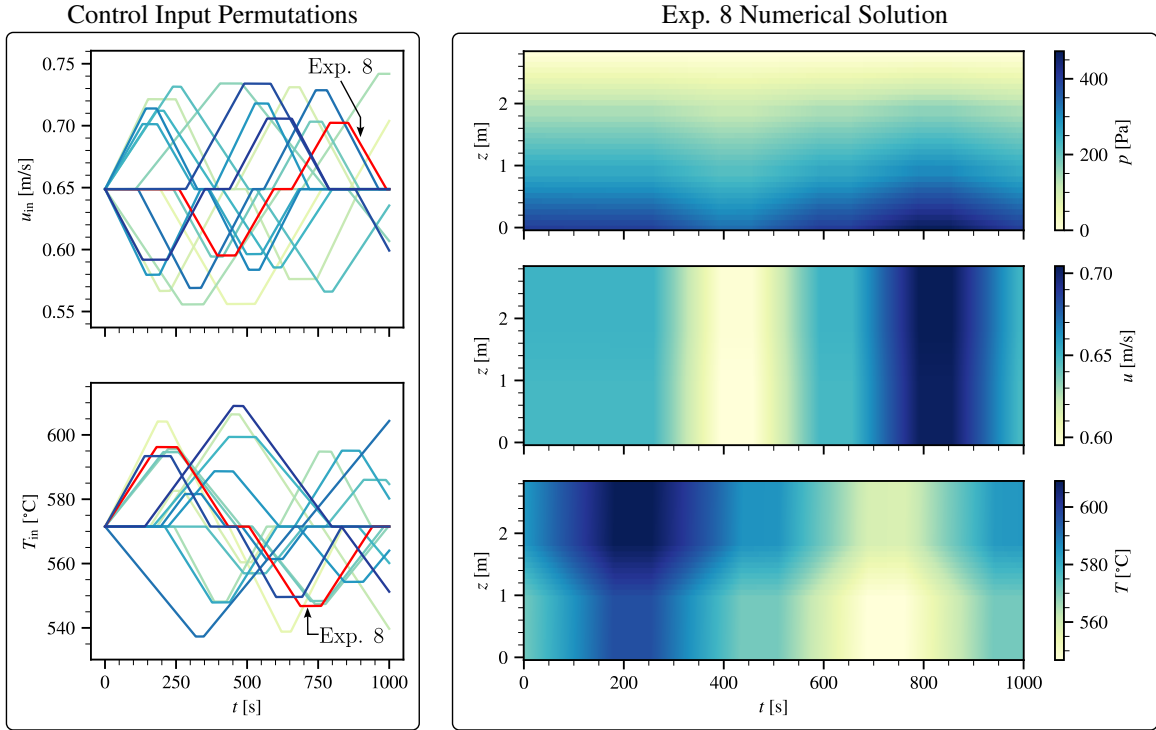 Control Input Permutations
Exp. 8 Numerical Solution
0.75
0.70
0.65
0.60
0.55
u_in [m/s]
Exp. 8
600
580
560
540
T_in [°C]
Exp. 8
0 250 500 750 1000
t [s]
2
1
0
z [m]
400
200
0
p [Pa]
2
1
0
z [m]
0.70
0.65
0.60
u [m/s]
2
1
0
z [m]
600
580
560
T [°C]
0 200 400 600 800 1000
t [s]